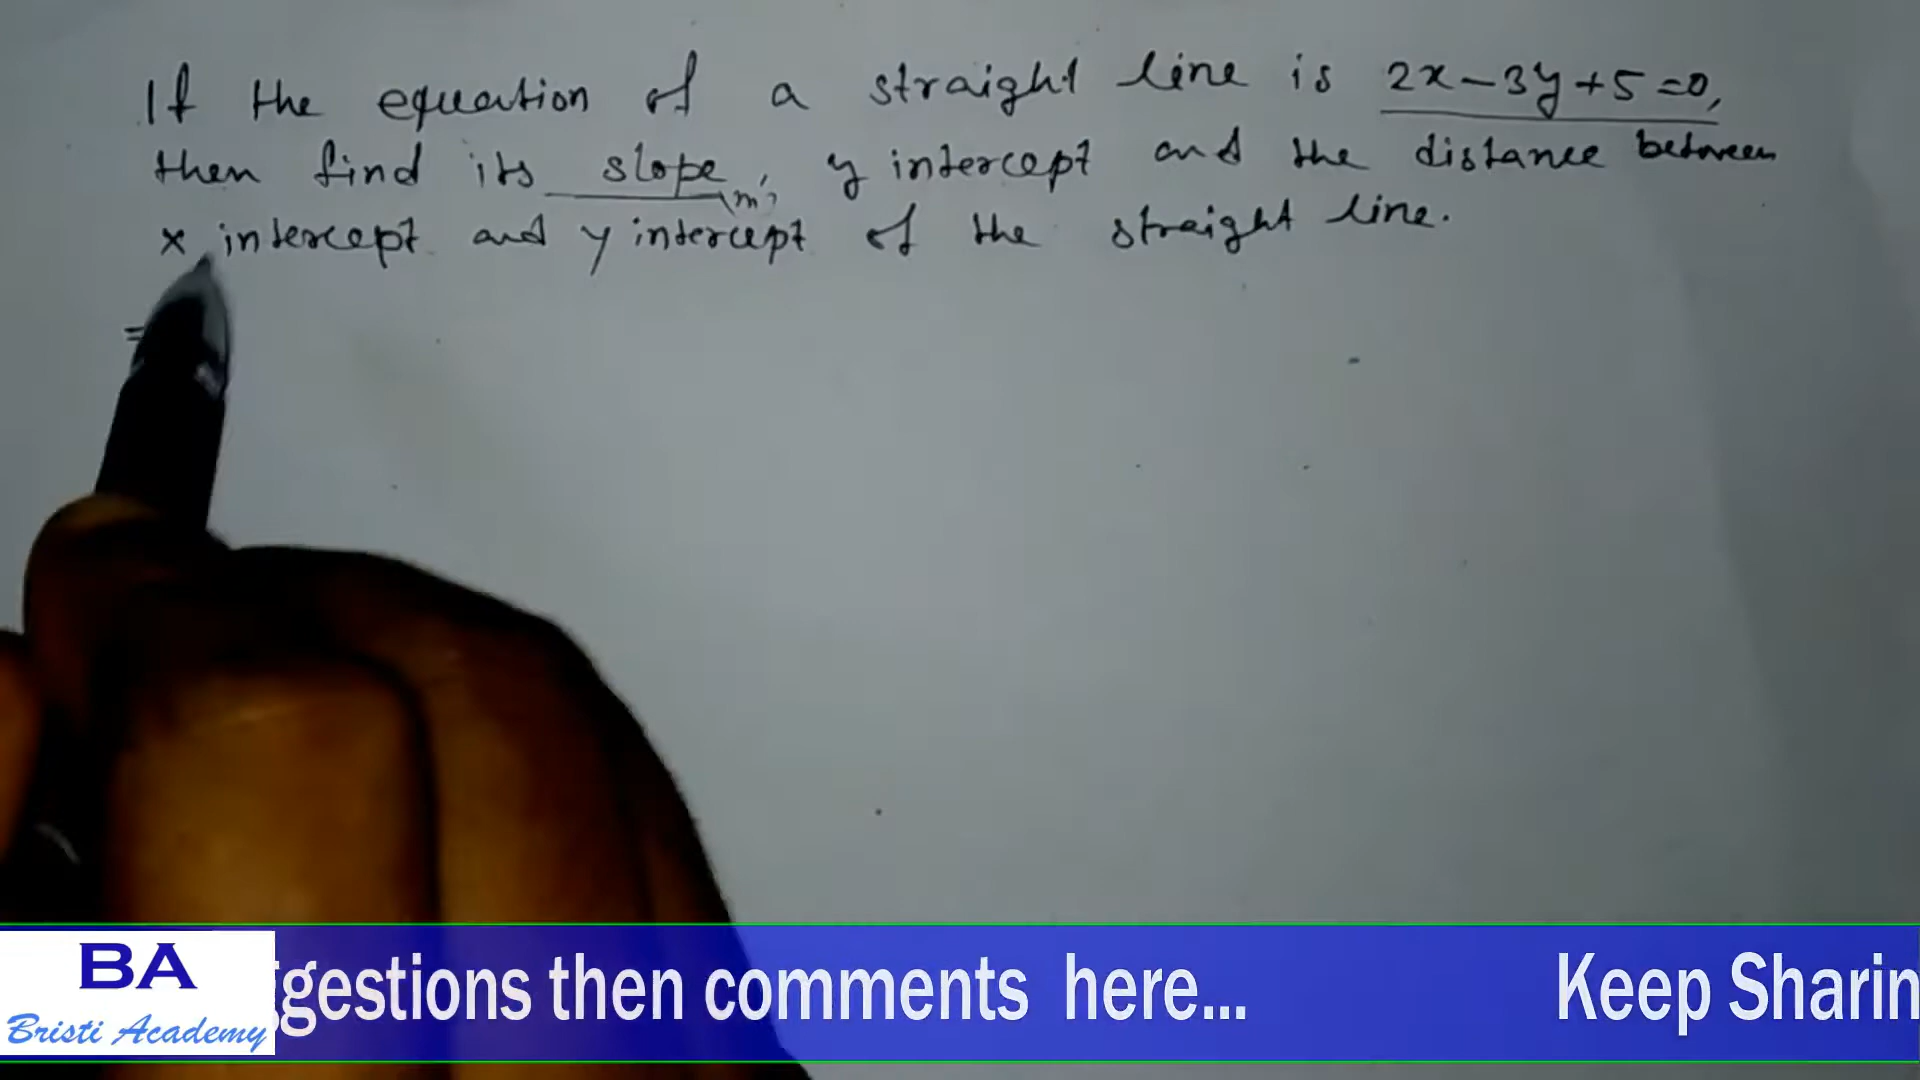 If the equation of a straight line is 2x-3y+5=0,
then find its slope, y intercept and the distance between
'm'
x intercept and y intercept of the straight line.
=
BA
Bristi Academy
ggestions then comments here... Keep Sharin